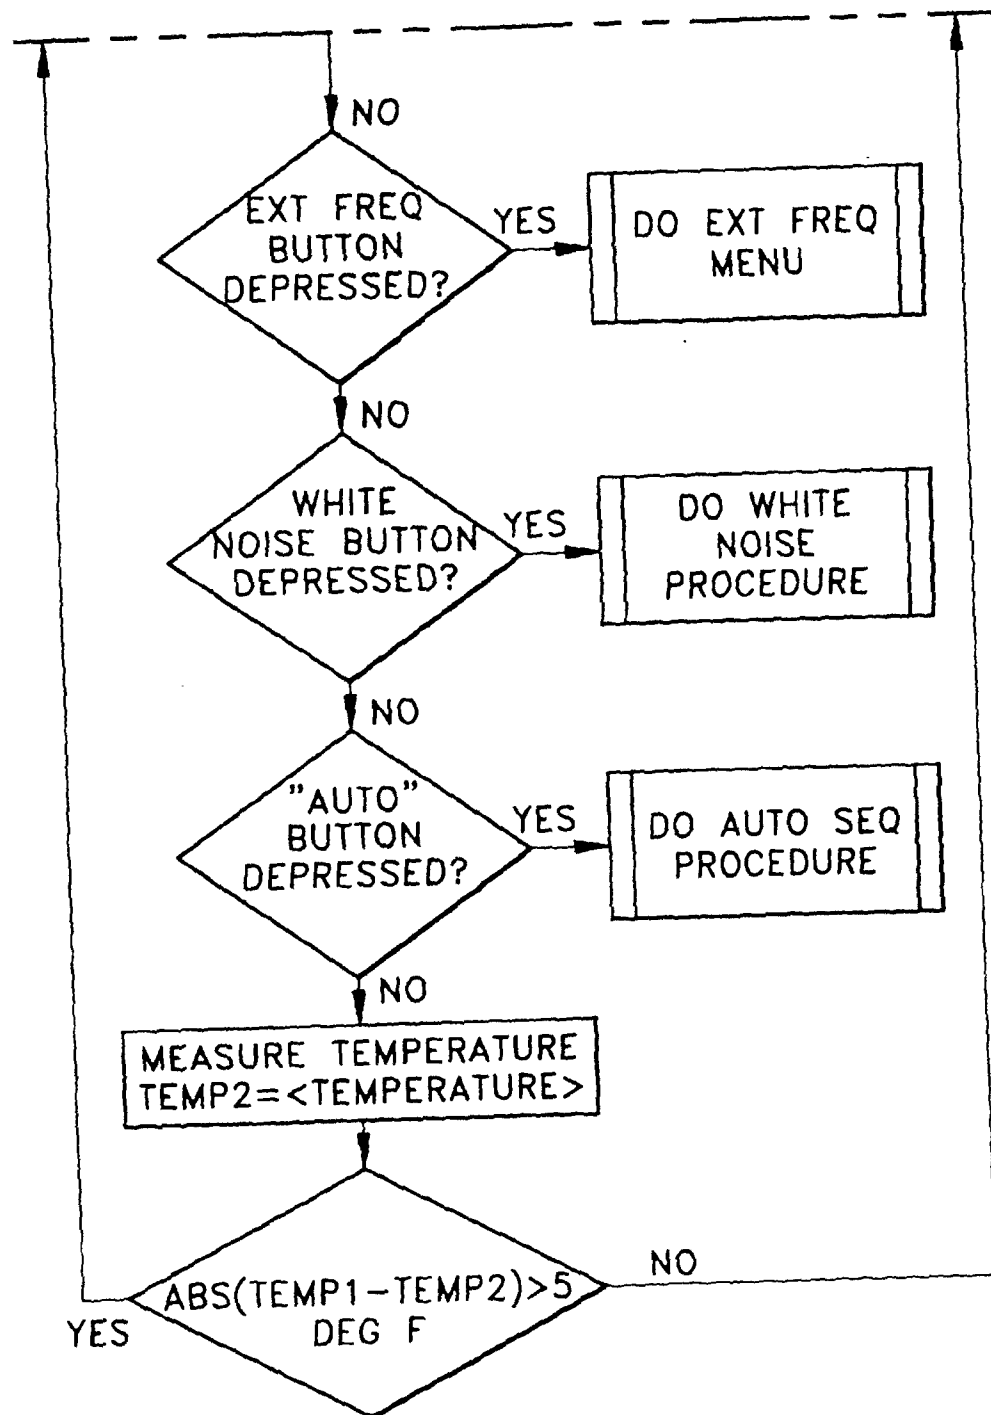 NO
EXT FREQ
BUTTON
DEPRESSED?
YES
DO EXT FREQ
MENU
NO
WHITE
NOISE BUTTON
DEPRESSED?
YES
DO WHITE
NOISE
PROCEDURE
NO
"AUTO"
BUTTON
DEPRESSED?
YES
DO AUTO SEQ
PROCEDURE
NO
MEASURE TEMPERATURE
TEMP2=<TEMPERATURE>
ABS(TEMP1-TEMP2)>5
DEG F
YES
NO